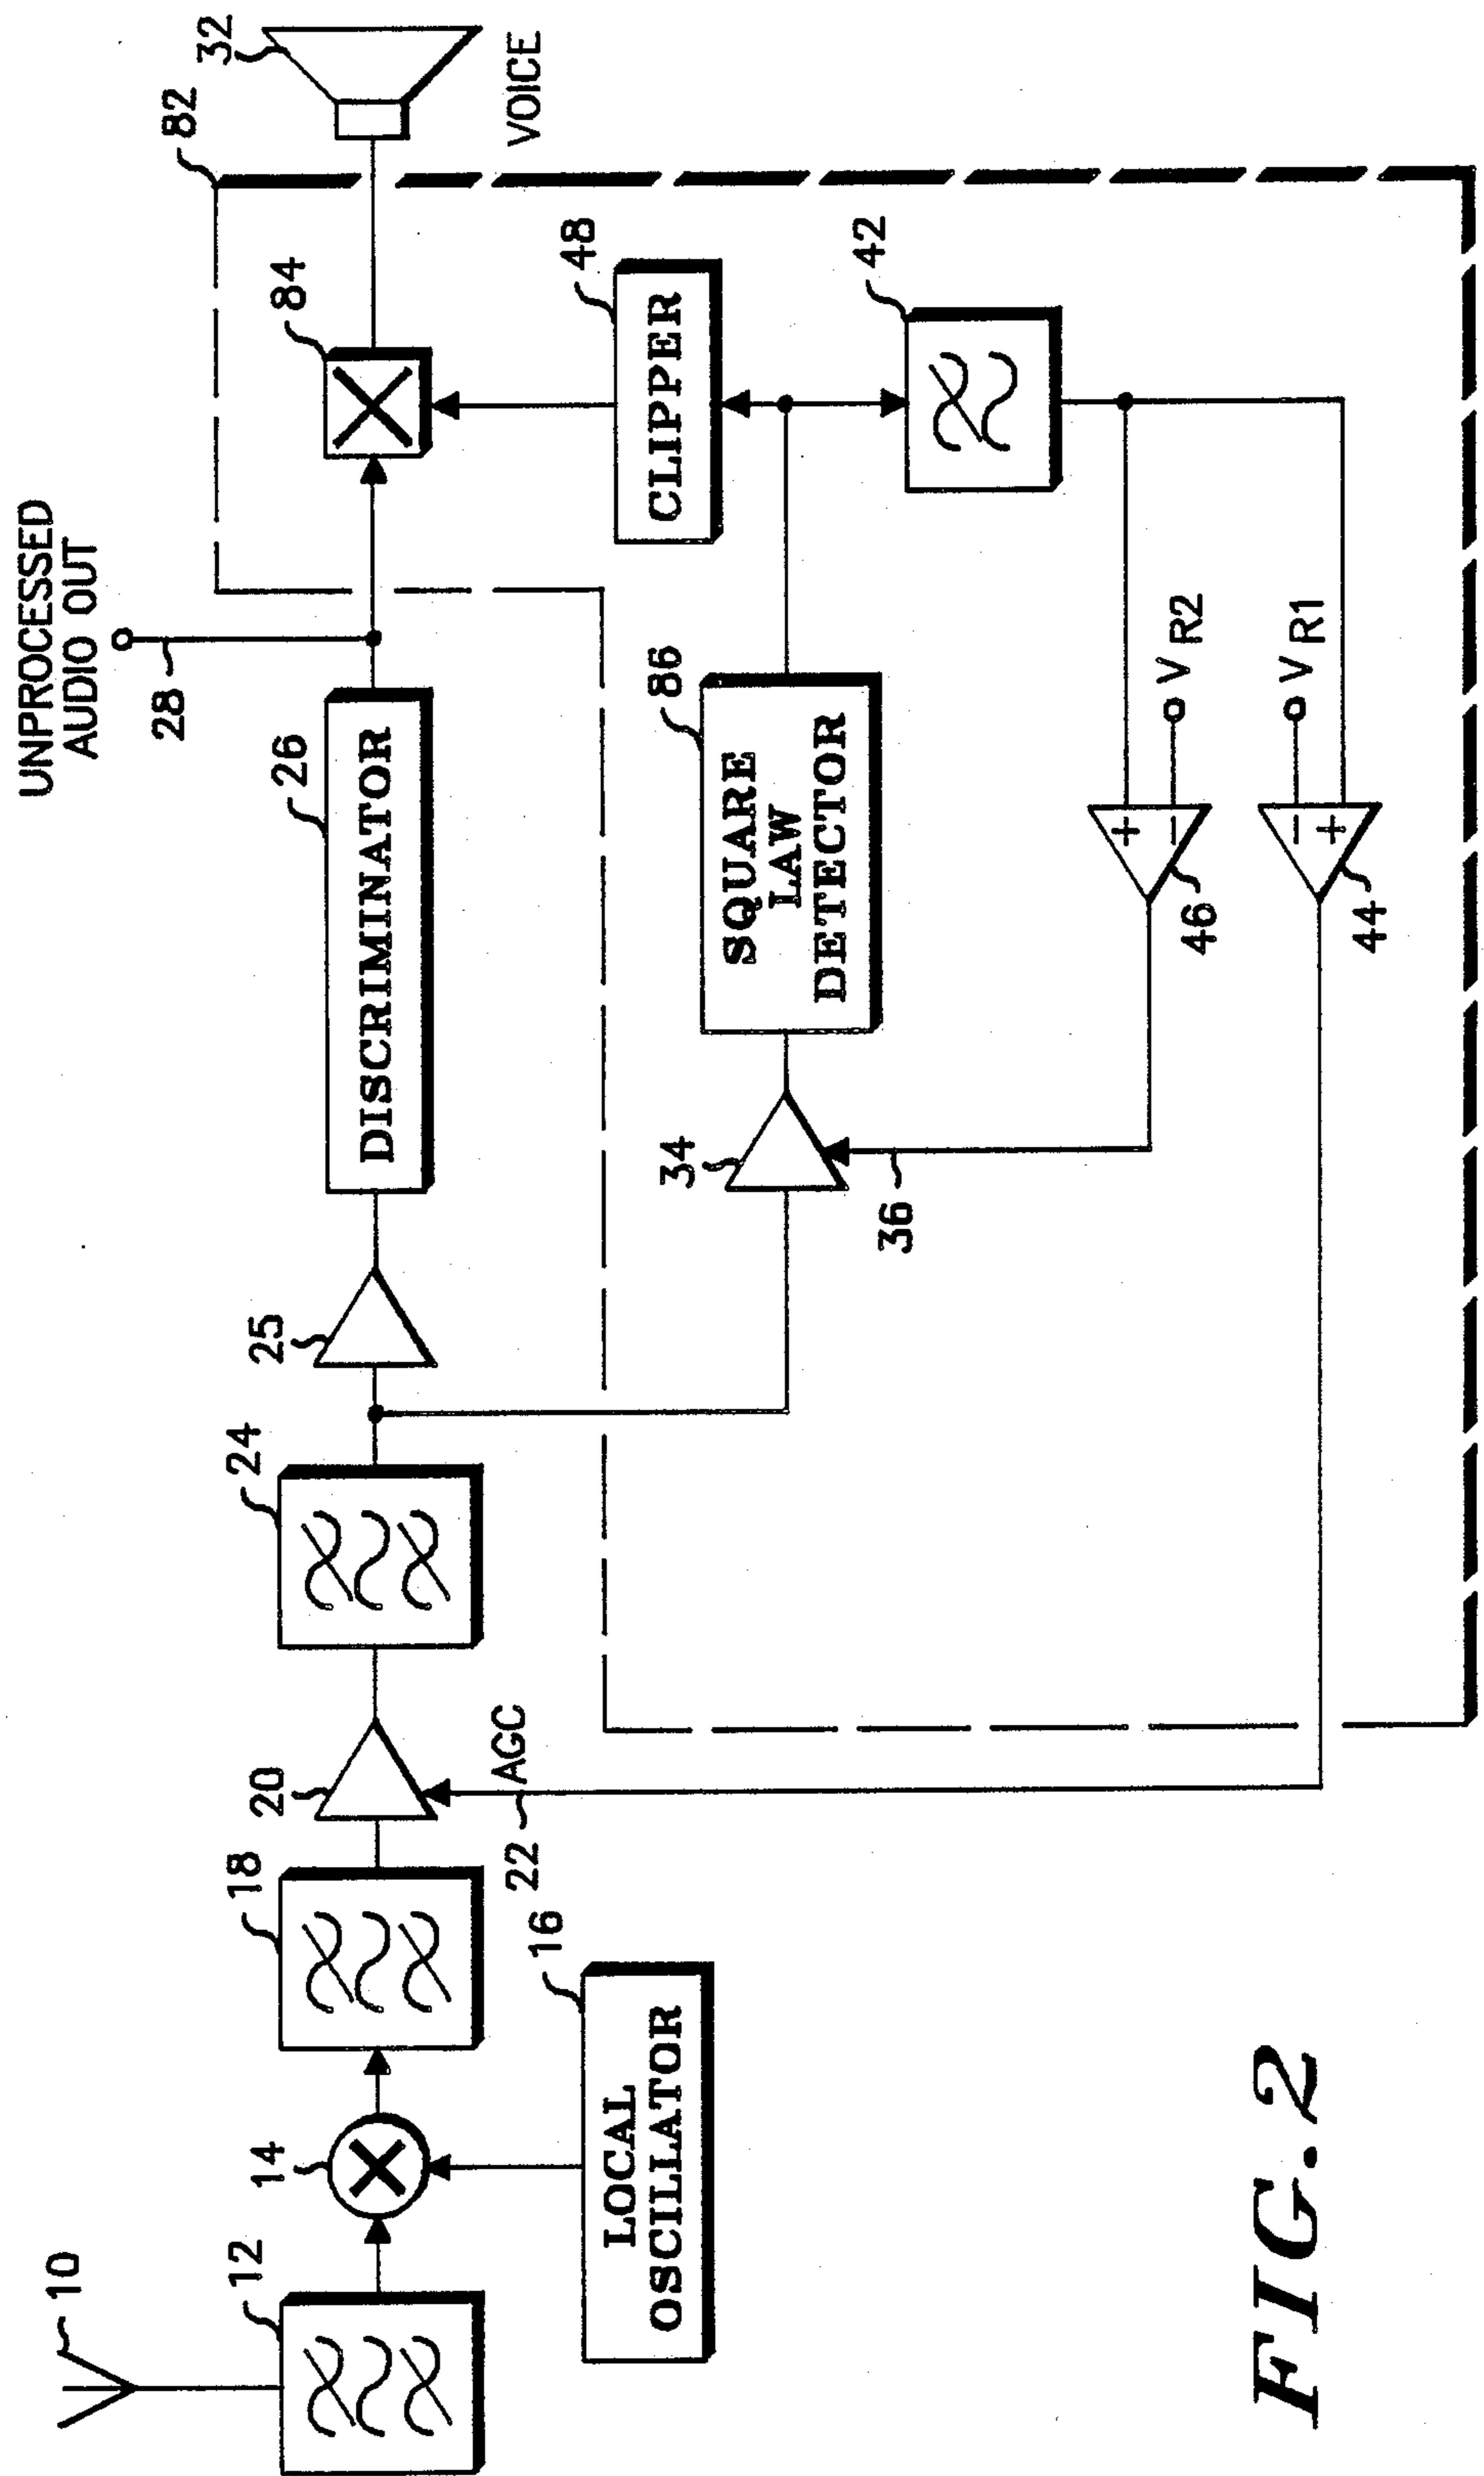 UNPROCESSED
AUDIO OUT
28
82
32
VOICE
84
26
DISCRIMINATOR
25
24
20
18
14
12
10
48
CLIPPER
42
86
SQUARE
LAW
DETECTOR
34
36
V R2
V R1
+
−
46
−
+
44
AGC
22
16
LOCAL
OSCILLATOR
FIG. 2